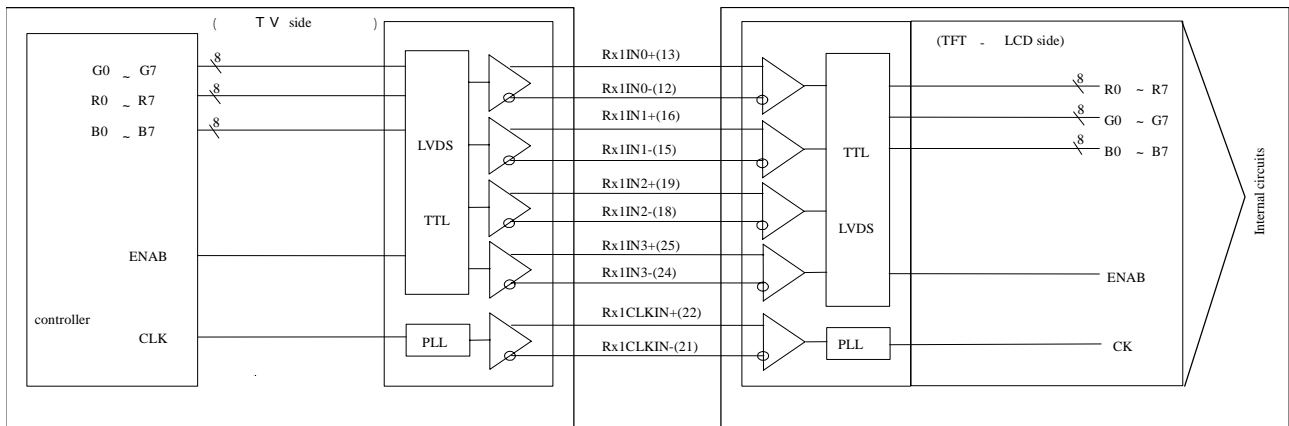 ( T V side )
G0 ~ G7
8
R0 ~ R7
8
B0 ~ B7
8
ENAB
controller
CLK
LVDS
TTL
PLL
Rx1IN0+(13)
Rx1IN0-(12)
Rx1IN1+(16)
Rx1IN1-(15)
Rx1IN2+(19)
Rx1IN2-(18)
Rx1IN3+(25)
Rx1IN3-(24)
Rx1CLKIN+(22)
Rx1CLKIN-(21)
(TFT - LCD side)
TTL
LVDS
PLL
8
R0 ~ R7
8
G0 ~ G7
8
B0 ~ B7
ENAB
CK
Internal circuits